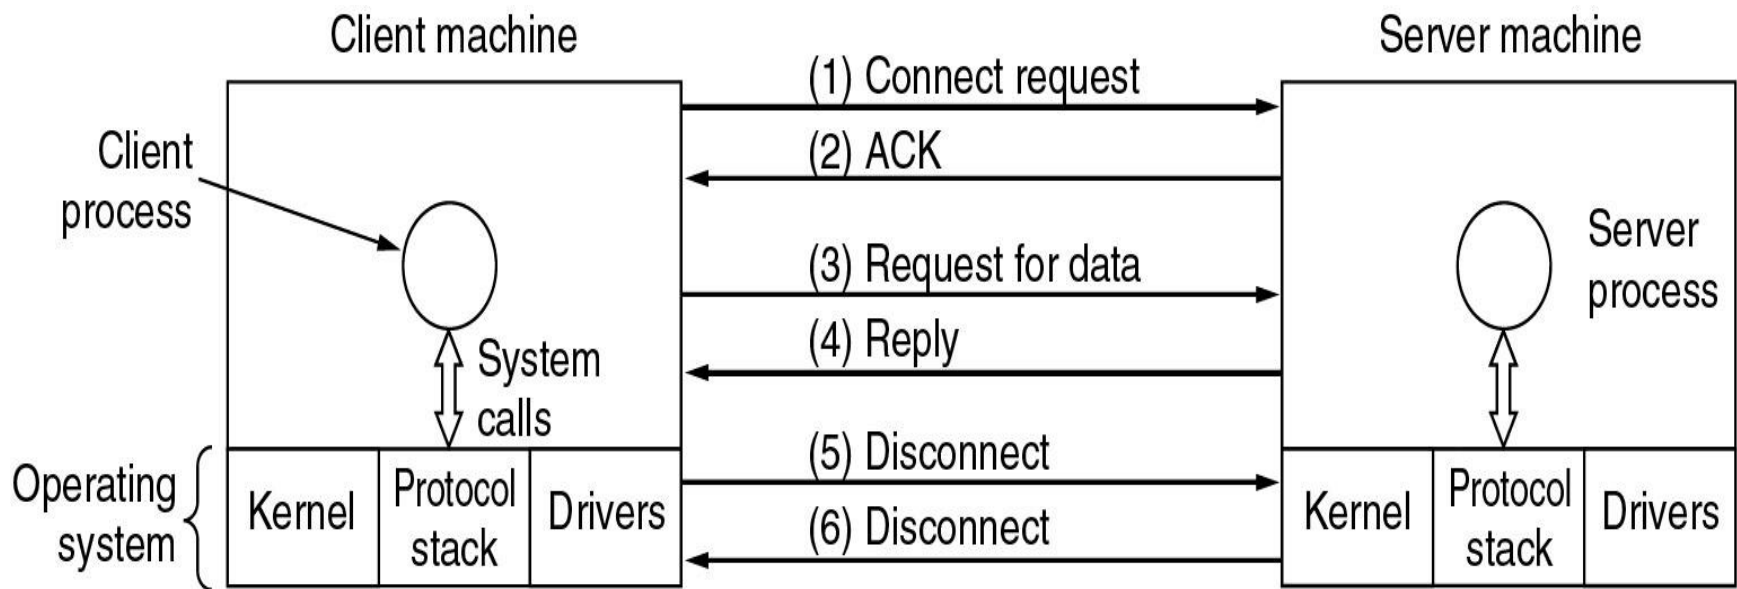 Client machine
Server machine
(1) Connect request
(2) ACK
Client
process
(3) Request for data
Server
process
(4) Reply
System
calls
(5) Disconnect
Operating
system
Kernel
Protocol
stack
Drivers
(6) Disconnect
Kernel
Protocol
stack
Drivers